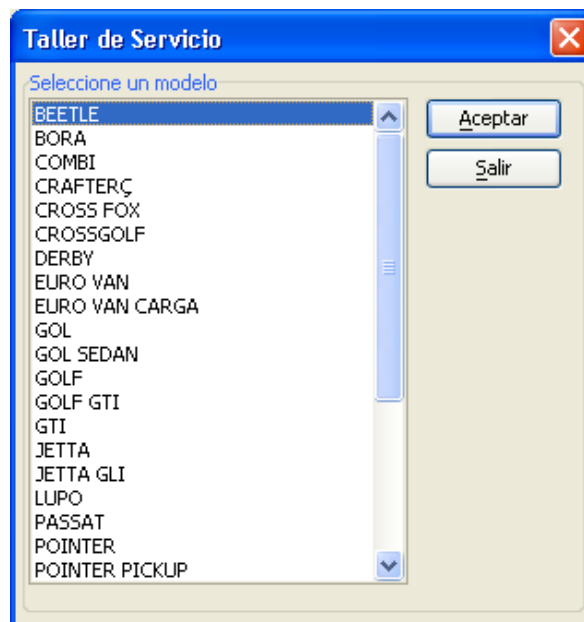 Taller de Servicio
Seleccione un modelo
BEETLE
BORA
COMBI
CRAFTERÇ
CROSS FOX
CROSSGOLF
DERBY
EURO VAN
EURO VAN CARGA
GOL
GOL SEDAN
GOLF
GOLF GTI
GTI
JETTA
JETTA GLI
LUPO
PASSAT
POINTER
POINTER PICKUP
Aceptar
Salir